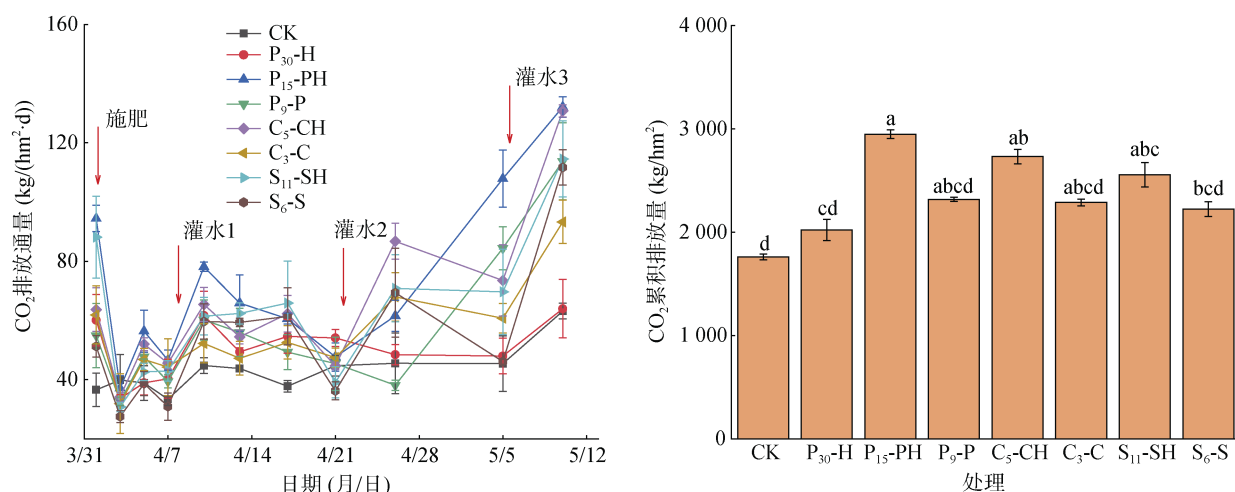 160
120
80
40
CO₂排放通量 (kg/(hm²·d))
CK
P₃₀-H
P₁₅-PH
P₉-P
C₅-CH
C₃-C
S₁₁-SH
S₆-S
施肥
灌水1
灌水2
灌水3
3/31 4/7 4/14 4/21 4/28 5/5 5/12
日期 (月/日)
4 000
3 000
2 000
1 000
0
CO₂累积排放量 (kg/hm²)
d cd a abcd ab abcd abc bcd
CK P₃₀-H P₁₅-PH P₉-P C₅-CH C₃-C S₁₁-SH S₆-S
处理